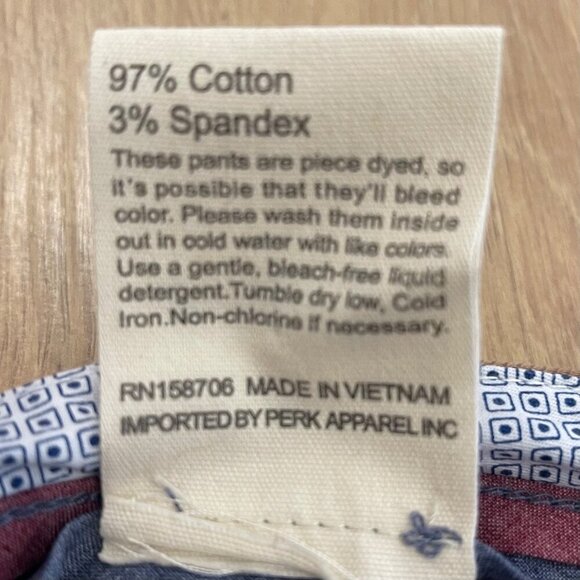 97% Cotton
3% Spandex
These pants are piece dyed, so
it's possible that they'll bleed
color. Please wash them inside
out in cold water with like colors.
Use a gentle, bleach-free liquid
detergent.Tumble dry low, Cold
Iron.Non-chlorine if necessary.
RN158706 MADE IN VIETNAM
IMPORTED BY PERK APPAREL INC